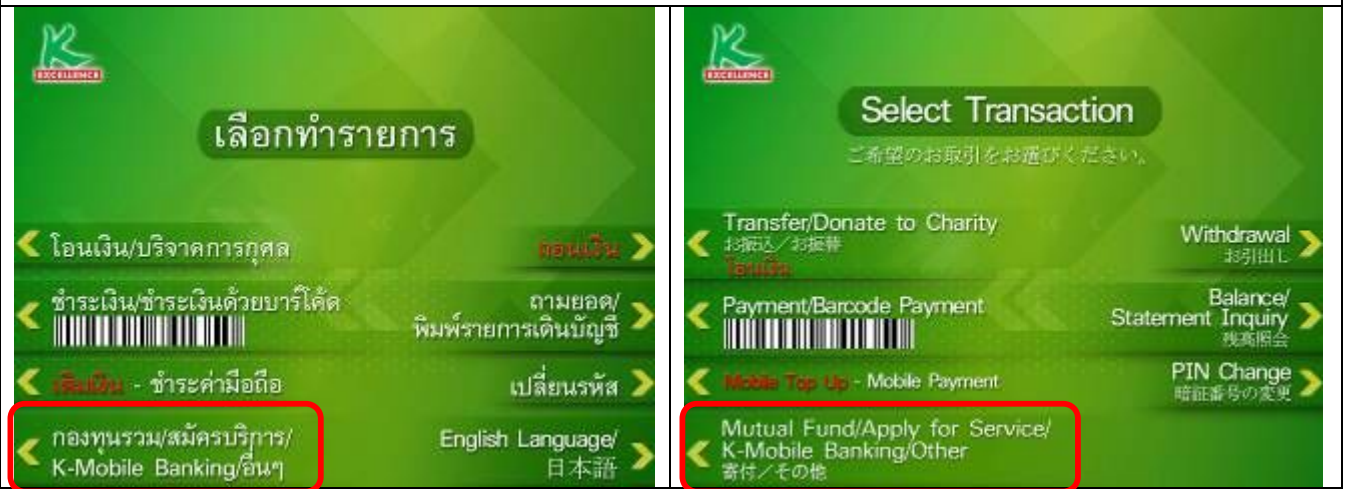 K
EXCELLENCE
เลือกทำรายการ
โอนเงิน/บริจาคการกุศล
ถอนเงิน
ชำระเงิน/ชำระเงินด้วยบาร์โค้ด
ถามยอด/
พิมพ์รายการเดินบัญชี
เติมเงิน - ชำระค่ามือถือ
เปลี่ยนรหัส
กองทุนรวม/สมัครบริการ/
K-Mobile Banking/อื่นๆ
English Language/
日本語
K
EXCELLENCE
Select Transaction
ご希望のお取引をお選びください。
Transfer/Donate to Charity
お振込／お振替
โอนเงิน
Withdrawal
お引出し
Payment/Barcode Payment
Balance/
Statement Inquiry
残高照会
Mobile Top Up - Mobile Payment
PIN Change
暗証番号の変更
Mutual Fund/Apply for Service/
K-Mobile Banking/Other
寄付／その他